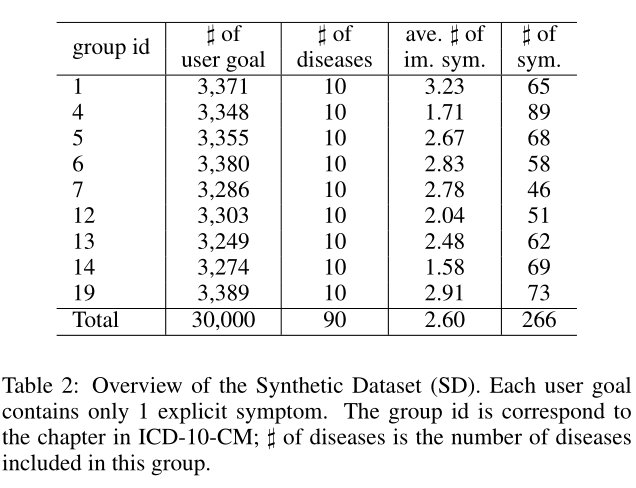 group id ♯ of user goal ♯ of diseases ave. ♯ of im. sym. ♯ of sym.
1 3,371 10 3.23 65
4 3,348 10 1.71 89
5 3,355 10 2.67 68
6 3,380 10 2.83 58
7 3,286 10 2.78 46
12 3,303 10 2.04 51
13 3,249 10 2.48 62
14 3,274 10 1.58 69
19 3,389 10 2.91 73
Total 30,000 90 2.60 266
Table 2: Overview of the Synthetic Dataset (SD). Each user goal
contains only 1 explicit symptom. The group id is correspond to
the chapter in ICD-10-CM; ♯ of diseases is the number of diseases
included in this group.